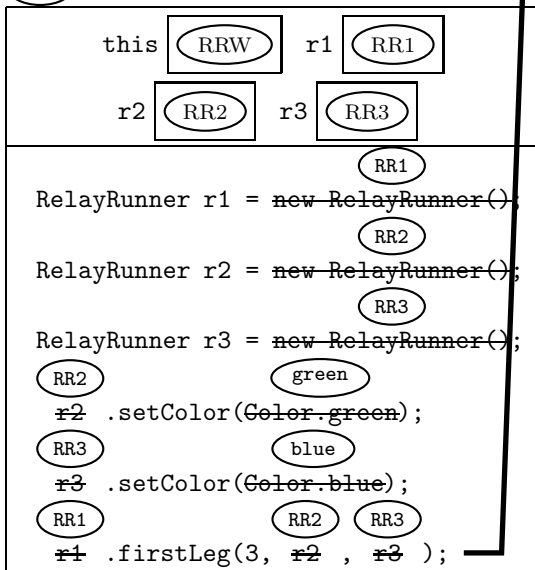 this RRW r1 RR1
r2 RR2 r3 RR3
RR1
RelayRunner r1 = new RelayRunner();
RR2
RelayRunner r2 = new RelayRunner();
RR3
RelayRunner r3 = new RelayRunner();
RR2 green
r2 .setColor(Color.green);
RR3 blue
r3 .setColor(Color.blue);
RR1 RR2 RR3
r1 .firstLeg(3, r2 , r3 );